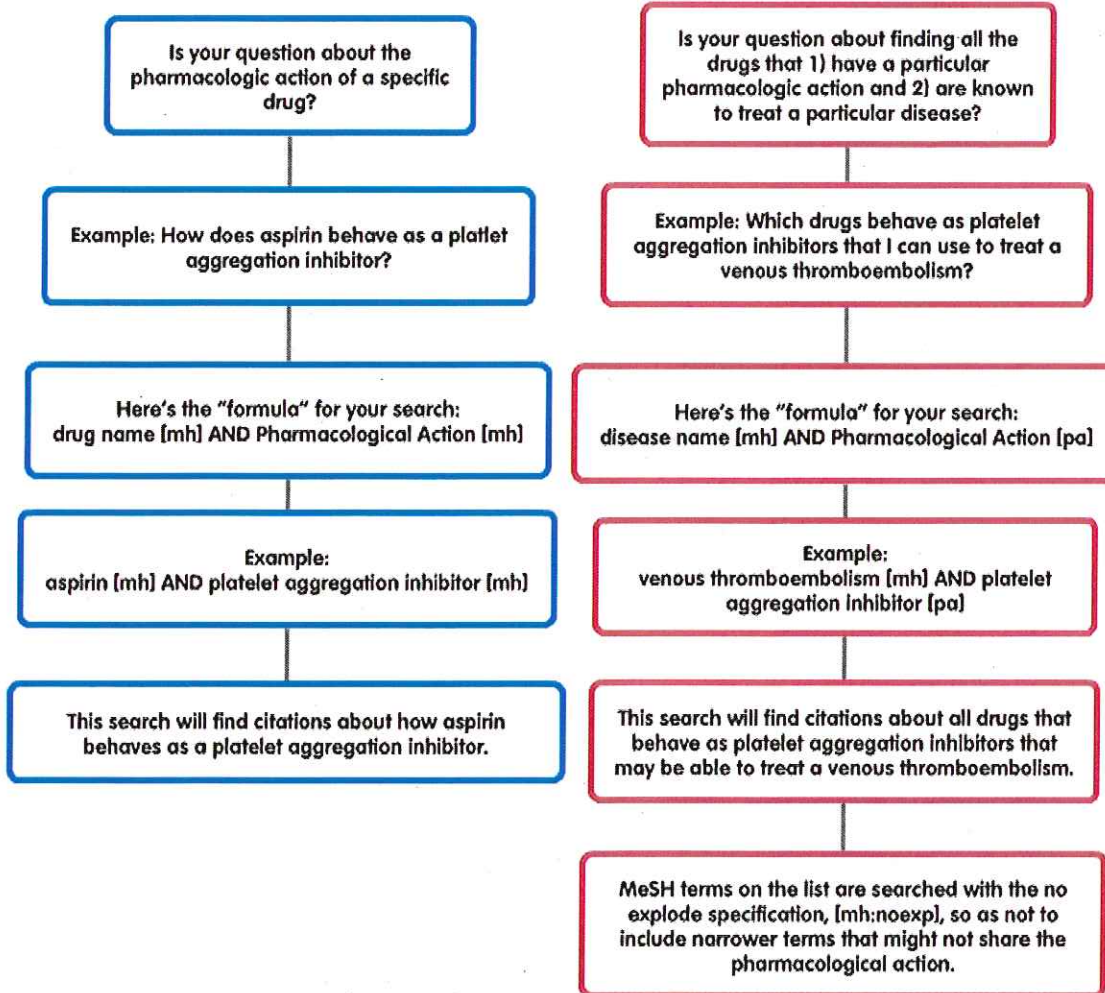 Is your question about the
pharmacologic action of a specific
drug?
Example: How does aspirin behave as a platlet
aggregation inhibitor?
Here's the "formula" for your search:
drug name [mh] AND Pharmacological Action [mh]
Example:
aspirin [mh] AND platelet aggregation inhibitor [mh]
This search will find citations about how aspirin
behaves as a platelet aggregation inhibitor.
Is your question about finding all the
drugs that 1) have a particular
pharmacologic action and 2) are known
to treat a particular disease?
Example: Which drugs behave as platelet
aggregation inhibitors that I can use to treat a
venous thromboembolism?
Here's the "formula" for your search:
disease name [mh] AND Pharmacological Action [pa]
Example:
venous thromboembolism [mh] AND platelet
aggregation inhibitor [pa]
This search will find citations about all drugs that
behave as platelet aggregation inhibitors that
may be able to treat a venous thromboembolism.
MeSH terms on the list are searched with the no
explode specification, [mh:noexp], so as not to
include narrower terms that might not share the
pharmacological action.